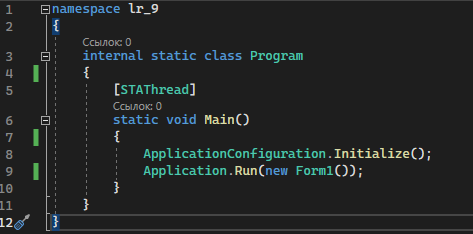 1 namespace lr_9
2 {
Ссылок: 0
3 internal static class Program
4 {
5 [STAThread]
Ссылок: 0
6 static void Main()
7 {
8 ApplicationConfiguration.Initialize();
9 Application.Run(new Form1());
10 }
11 }
12 }